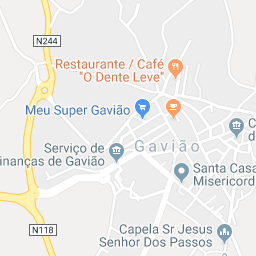 N244
Restaurante / Café
"O Dente Leve"
Meu Super Gavião
Serviço de
inanças de Gavião
Gavião
Santa Casa
Misericord
N118
Capela Sr Jesus
Senhor Dos Passos